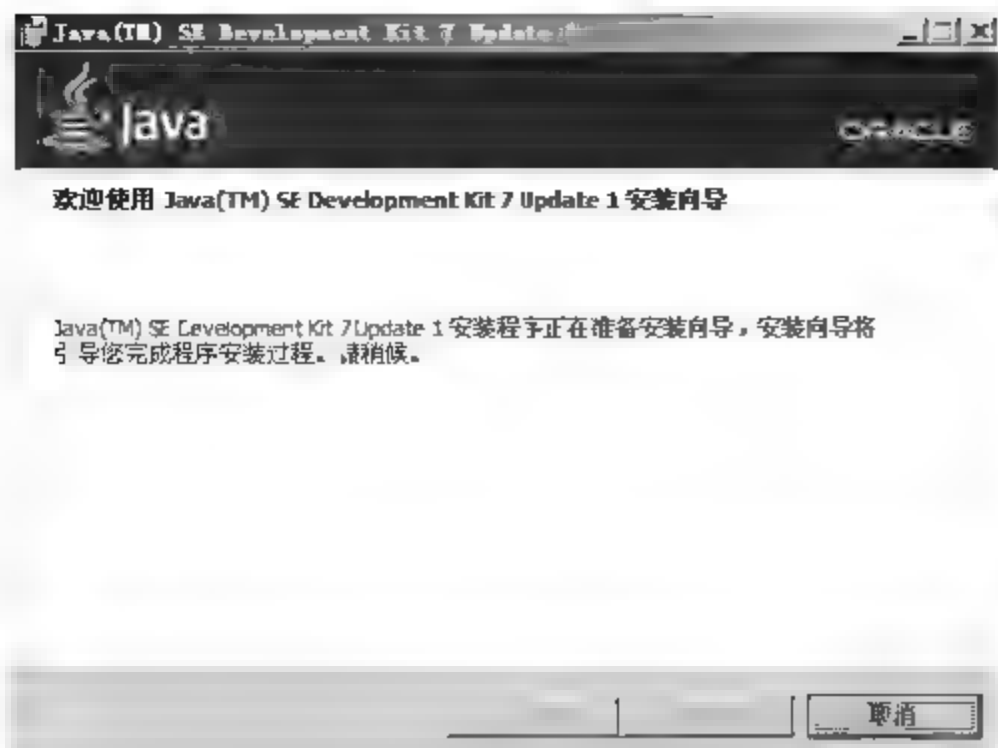 Java(TM) SE Development Kit 7 Update
Java
ORACLE
欢迎使用 Java(TM) SE Development Kit 7 Update 1 安装向导
Java(TM) SE Development Kit 7 Update 1 安装程序正在准备安装向导，安装向导将
引导您完成程序安装过程。请稍候。
取消